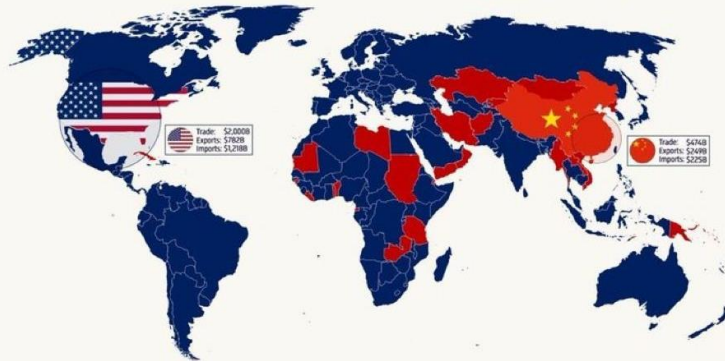 Trade: $2,000B
Exports: $782B
Imports: $1,218B
Trade: $474B
Exports: $249B
Imports: $225B